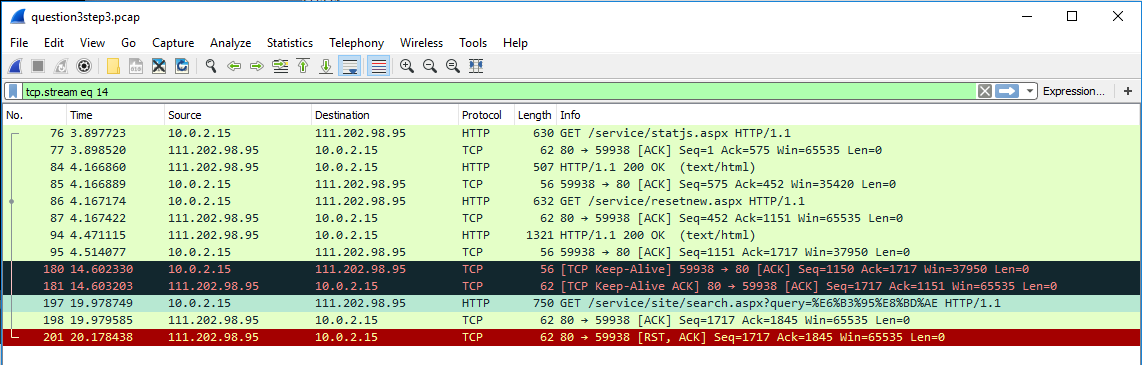 question3step3.pcap
File Edit View Go Capture Analyze Statistics Telephony Wireless Tools Help
tcp.stream eq 14 Expression… +
No. Time Source Destination Protocol Length Info
76 3.897723 10.0.2.15 111.202.98.95 HTTP 630 GET /service/statjs.aspx HTTP/1.1
77 3.898520 111.202.98.95 10.0.2.15 TCP 62 80 → 59938 [ACK] Seq=1 Ack=575 Win=65535 Len=0
84 4.166860 111.202.98.95 10.0.2.15 HTTP 507 HTTP/1.1 200 OK (text/html)
85 4.166889 10.0.2.15 111.202.98.95 TCP 56 59938 → 80 [ACK] Seq=575 Ack=452 Win=35420 Len=0
86 4.167174 10.0.2.15 111.202.98.95 HTTP 632 GET /service/resetnew.aspx HTTP/1.1
87 4.167422 111.202.98.95 10.0.2.15 TCP 62 80 → 59938 [ACK] Seq=452 Ack=1151 Win=65535 Len=0
94 4.471115 111.202.98.95 10.0.2.15 HTTP 1321 HTTP/1.1 200 OK (text/html)
95 4.514077 10.0.2.15 111.202.98.95 TCP 56 59938 → 80 [ACK] Seq=1151 Ack=1717 Win=37950 Len=0
180 14.602330 10.0.2.15 111.202.98.95 TCP 56 [TCP Keep-Alive] 59938 → 80 [ACK] Seq=1150 Ack=1717 Win=37950 Len=0
181 14.603203 111.202.98.95 10.0.2.15 TCP 62 [TCP Keep-Alive ACK] 80 → 59938 [ACK] Seq=1717 Ack=1151 Win=65535 Len=0
197 19.978749 10.0.2.15 111.202.98.95 HTTP 750 GET /service/site/search.aspx?query=%E6%B3%95%E8%BD%AE HTTP/1.1
198 19.979585 111.202.98.95 10.0.2.15 TCP 62 80 → 59938 [ACK] Seq=1717 Ack=1845 Win=65535 Len=0
201 20.178438 111.202.98.95 10.0.2.15 TCP 62 80 → 59938 [RST, ACK] Seq=1717 Ack=1845 Win=65535 Len=0